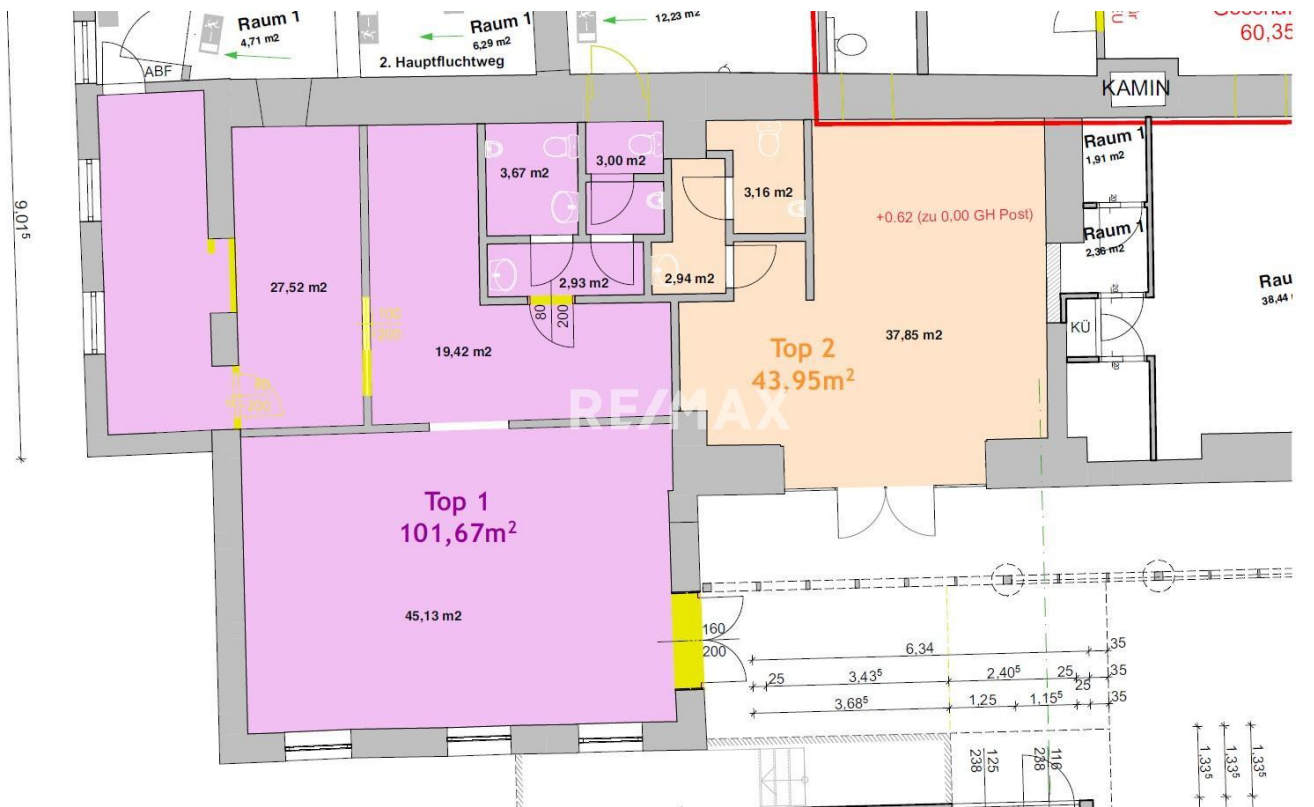 Raum 1
4,71 m2
Raum 1
6,29 m2
12,23 m2
2. Hauptfluchtweg
ABF
60,35
KAMIN
9,01⁵
3,67 m2
3,00 m2
3,16 m2
Raum 1
1,91 m2
+0.62 (zu 0,00 GH Post)
Raum 1
2,36 m2
27,52 m2
2,93 m2
2,94 m2
Rau
38,44
80
200
19,42 m2
37,85 m2
KÜ
Top 2
43.95m²
RE/MAX
Top 1
101,67m²
45,13 m2
160
200
6,34
35
25
3,43⁵
2,40⁵
25
35
25
3,68⁵
1,25
1,15⁵
35
125
238
116
238
1,33⁵
1,33⁵
1,33⁵